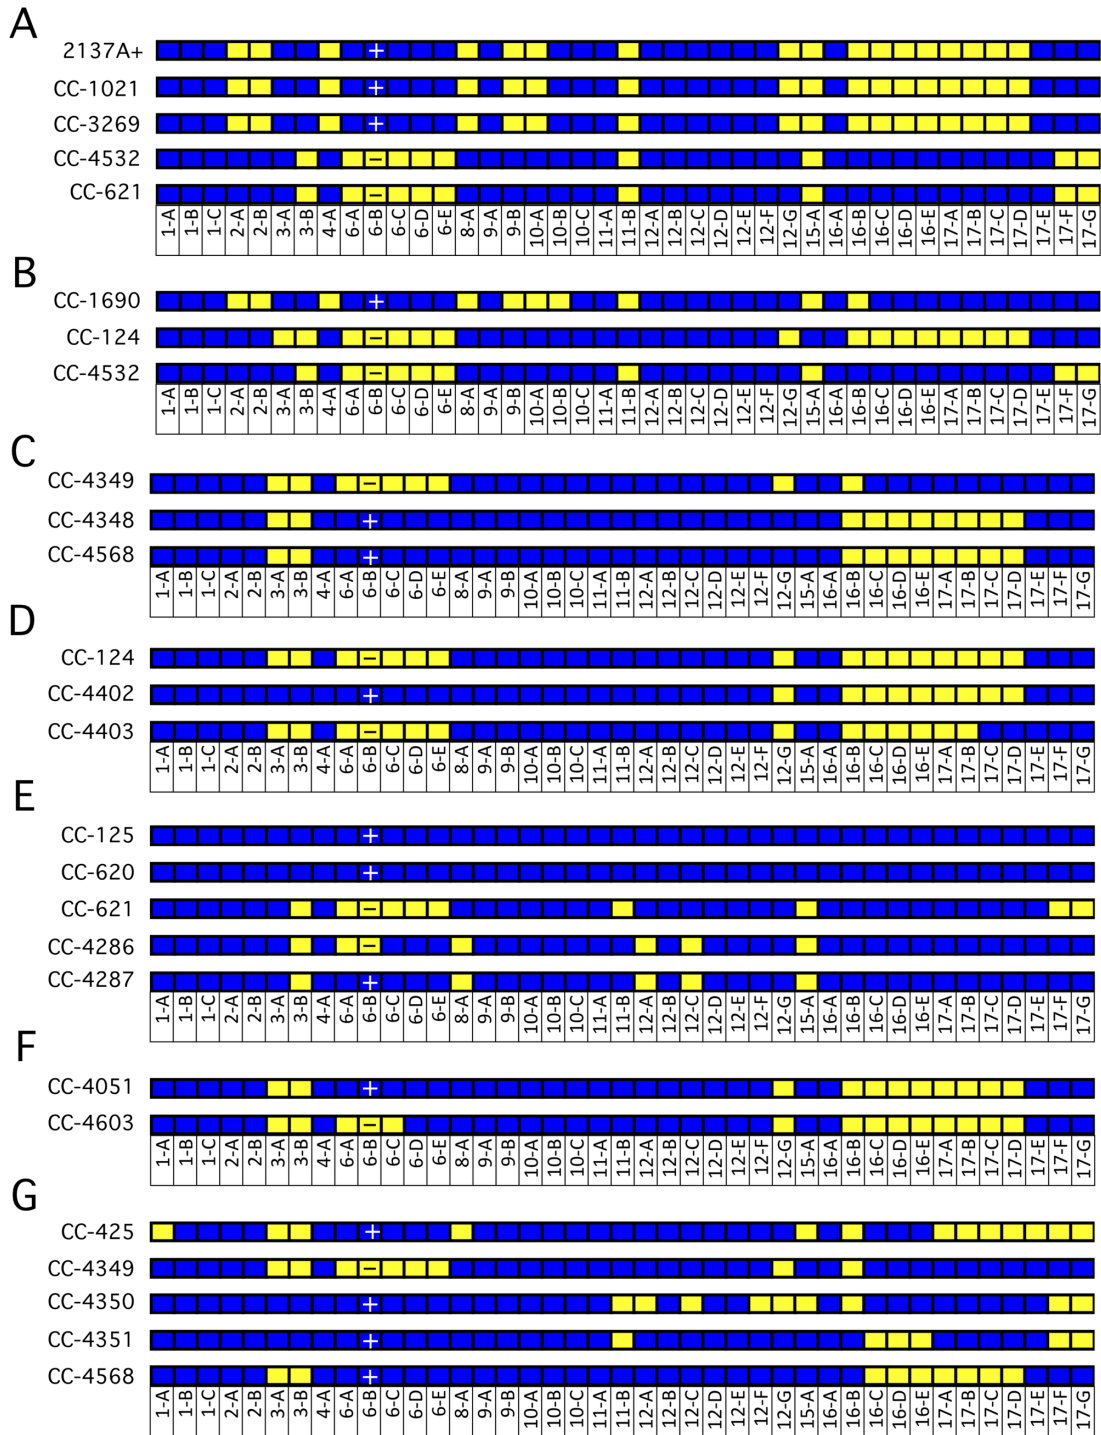 A
2137A+ +
CC-1021 +
CC-3269 +
CC-4532 −
CC-621 −
1-A 1-B 1-C 2-A 2-B 3-A 3-B 4-A 6-A 6-B 6-C 6-D 6-E 8-A 9-A 9-B 10-A 10-B 10-C 11-A 11-B 12-A 12-B 12-C 12-D 12-E 12-F 12-G 15-A 16-A 16-B 16-C 16-D 16-E 17-A 17-B 17-C 17-D 17-E 17-F 17-G
B
CC-1690 +
CC-124 −
CC-4532 −
1-A 1-B 1-C 2-A 2-B 3-A 3-B 4-A 6-A 6-B 6-C 6-D 6-E 8-A 9-A 9-B 10-A 10-B 10-C 11-A 11-B 12-A 12-B 12-C 12-D 12-E 12-F 12-G 15-A 16-A 16-B 16-C 16-D 16-E 17-A 17-B 17-C 17-D 17-E 17-F 17-G
C
CC-4349 −
CC-4348 +
CC-4568 +
1-A 1-B 1-C 2-A 2-B 3-A 3-B 4-A 6-A 6-B 6-C 6-D 6-E 8-A 9-A 9-B 10-A 10-B 10-C 11-A 11-B 12-A 12-B 12-C 12-D 12-E 12-F 12-G 15-A 16-A 16-B 16-C 16-D 16-E 17-A 17-B 17-C 17-D 17-E 17-F 17-G
D
CC-124 −
CC-4402 +
CC-4403 −
1-A 1-B 1-C 2-A 2-B 3-A 3-B 4-A 6-A 6-B 6-C 6-D 6-E 8-A 9-A 9-B 10-A 10-B 10-C 11-A 11-B 12-A 12-B 12-C 12-D 12-E 12-F 12-G 15-A 16-A 16-B 16-C 16-D 16-E 17-A 17-B 17-C 17-D 17-E 17-F 17-G
E
CC-125 +
CC-620 +
CC-621 −
CC-4286 −
CC-4287 +
1-A 1-B 1-C 2-A 2-B 3-A 3-B 4-A 6-A 6-B 6-C 6-D 6-E 8-A 9-A 9-B 10-A 10-B 10-C 11-A 11-B 12-A 12-B 12-C 12-D 12-E 12-F 12-G 15-A 16-A 16-B 16-C 16-D 16-E 17-A 17-B 17-C 17-D 17-E 17-F 17-G
F
CC-4051 +
CC-4603 −
1-A 1-B 1-C 2-A 2-B 3-A 3-B 4-A 6-A 6-B 6-C 6-D 6-E 8-A 9-A 9-B 10-A 10-B 10-C 11-A 11-B 12-A 12-B 12-C 12-D 12-E 12-F 12-G 15-A 16-A 16-B 16-C 16-D 16-E 17-A 17-B 17-C 17-D 17-E 17-F 17-G
G
CC-425 +
CC-4349 −
CC-4350 +
CC-4351 +
CC-4568 +
1-A 1-B 1-C 2-A 2-B 3-A 3-B 4-A 6-A 6-B 6-C 6-D 6-E 8-A 9-A 9-B 10-A 10-B 10-C 11-A 11-B 12-A 12-B 12-C 12-D 12-E 12-F 12-G 15-A 16-A 16-B 16-C 16-D 16-E 17-A 17-B 17-C 17-D 17-E 17-F 17-G